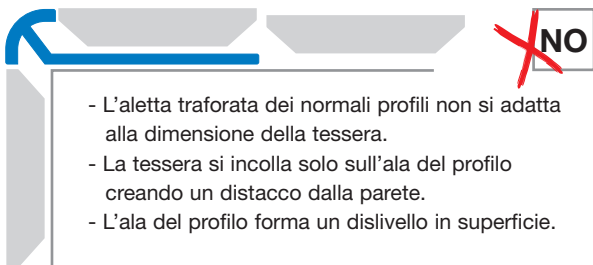 NO
- L’aletta traforata dei normali profili non si adatta
alla dimensione della tessera.
- La tessera si incolla solo sull’ala del profilo
creando un distacco dalla parete.
- L’ala del profilo forma un dislivello in superficie.